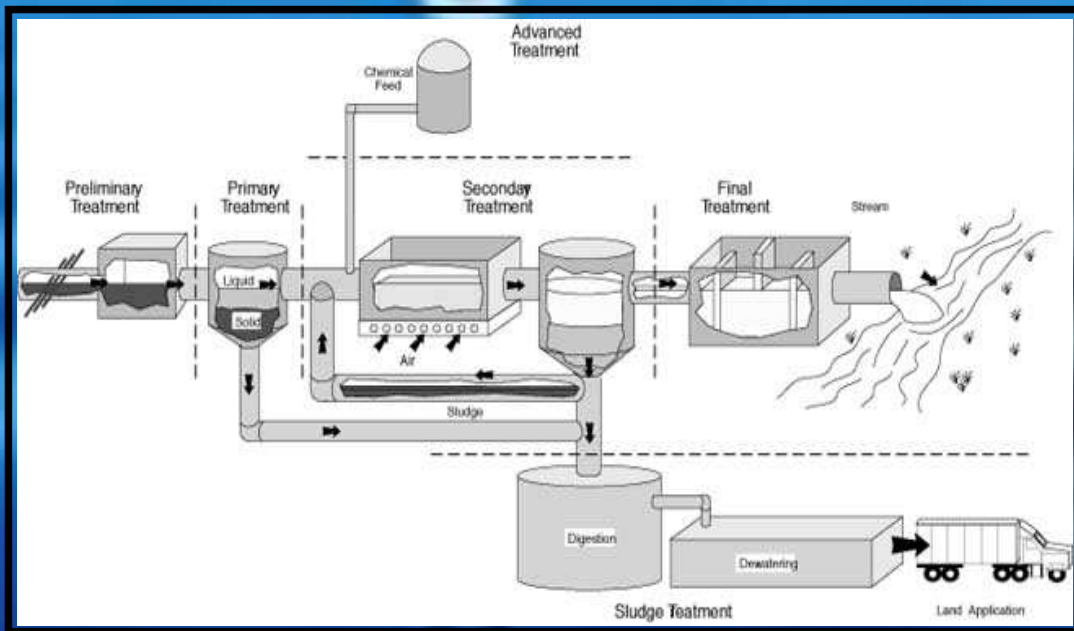 Advanced
Treatment
Chemical
Feed
Preliminary
Treatment
Primary
Treatment
Seconday
Treatment
Final
Treatment
Stream
Liquid
Solid
Air
Sludge
Digestion
Dewatering
Sludge Teatment
Land Application